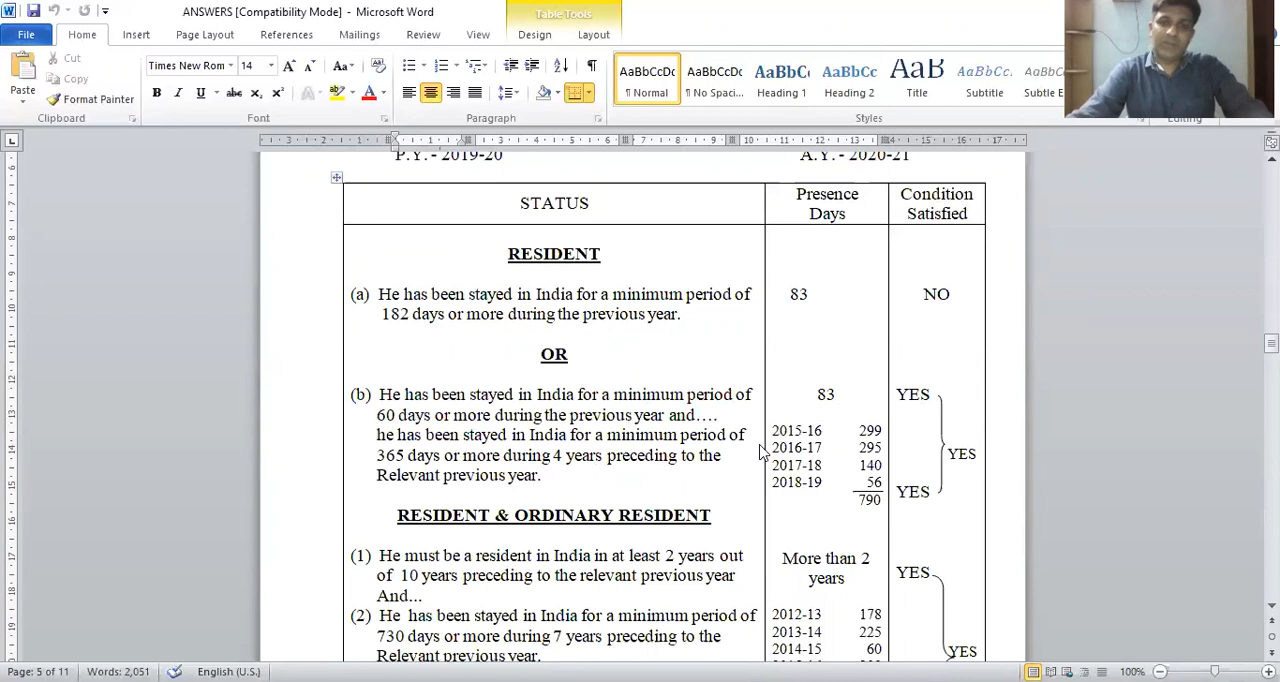 ANSWERS [Compatibility Mode] - Microsoft Word
Table Tools
File Home Insert Page Layout References Mailings Review View Design Layout
Cut
Copy
Paste
Format Painter
Clipboard
Times New Rom 14
Font
Paragraph
AaBbCcDc AaBbCcDc AaBbC AaBbCc AaB AaBbCc.
¶ Normal ¶ No Spaci... Heading 1 Heading 2 Title Subtitle Subtle E
Styles
Editing
P.Y.- 2019-20 A.Y.- 2020-21
STATUS
Presence
Days
Condition
Satisfied
RESIDENT
(a) He has been stayed in India for a minimum period of 83 NO
182 days or more during the previous year.
OR
(b) He has been stayed in India for a minimum period of 83 YES
60 days or more during the previous year and….
he has been stayed in India for a minimum period of
365 days or more during 4 years preceding to the
Relevant previous year.
2015-16 299
2016-17 295
2017-18 140
2018-19 56
790
YES
YES
RESIDENT & ORDINARY RESIDENT
(1) He must be a resident in India in at least 2 years out
of 10 years preceding to the relevant previous year
And...
More than 2
years
YES
(2) He has been stayed in India for a minimum period of
730 days or more during 7 years preceding to the
Relevant previous year.
2012-13 178
2013-14 225
2014-15 60
YES
Page: 5 of 11 Words: 2,051 English (U.S.) 100%